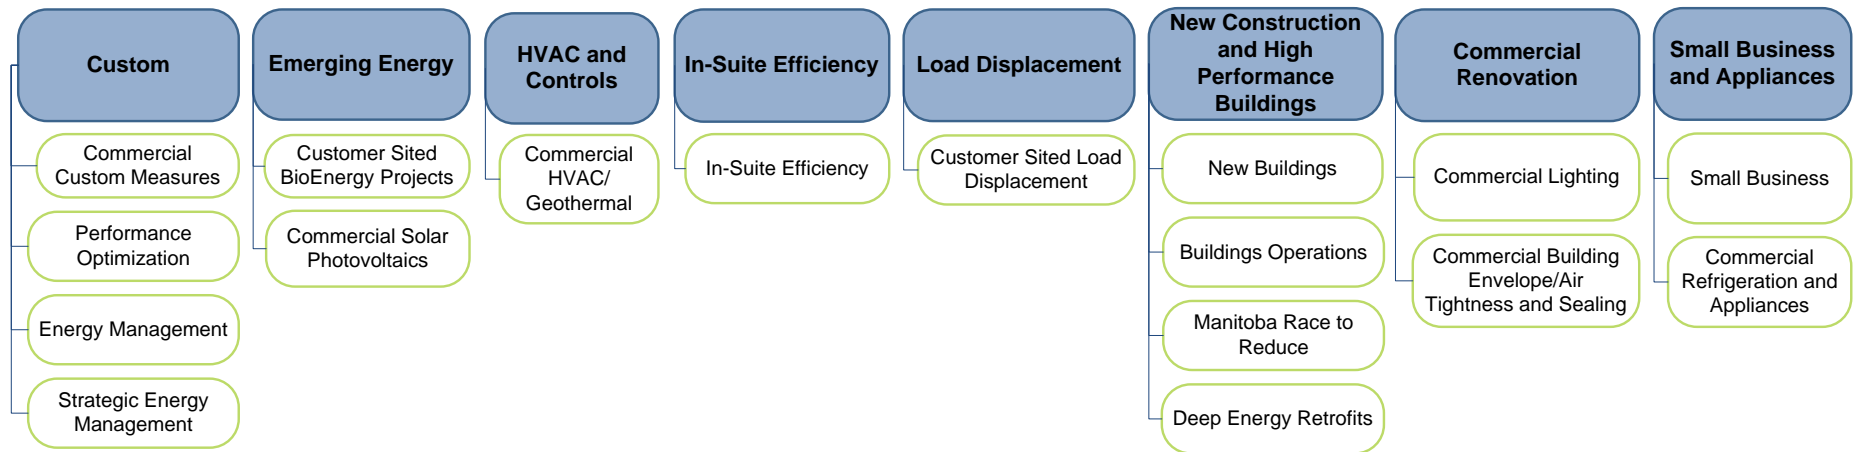 Custom
Commercial
Custom Measures
Performance
Optimization
Energy Management
Strategic Energy
Management
Emerging Energy
Customer Sited
BioEnergy Projects
Commercial Solar
Photovoltaics
HVAC and
Controls
Commercial
HVAC/
Geothermal
In-Suite Efficiency
In-Suite Efficiency
Load Displacement
Customer Sited Load
Displacement
New Construction
and High
Performance
Buildings
New Buildings
Buildings Operations
Manitoba Race to
Reduce
Deep Energy Retrofits
Commercial
Renovation
Commercial Lighting
Commercial Building
Envelope/Air
Tightness and Sealing
Small Business
and Appliances
Small Business
Commercial
Refrigeration and
Appliances